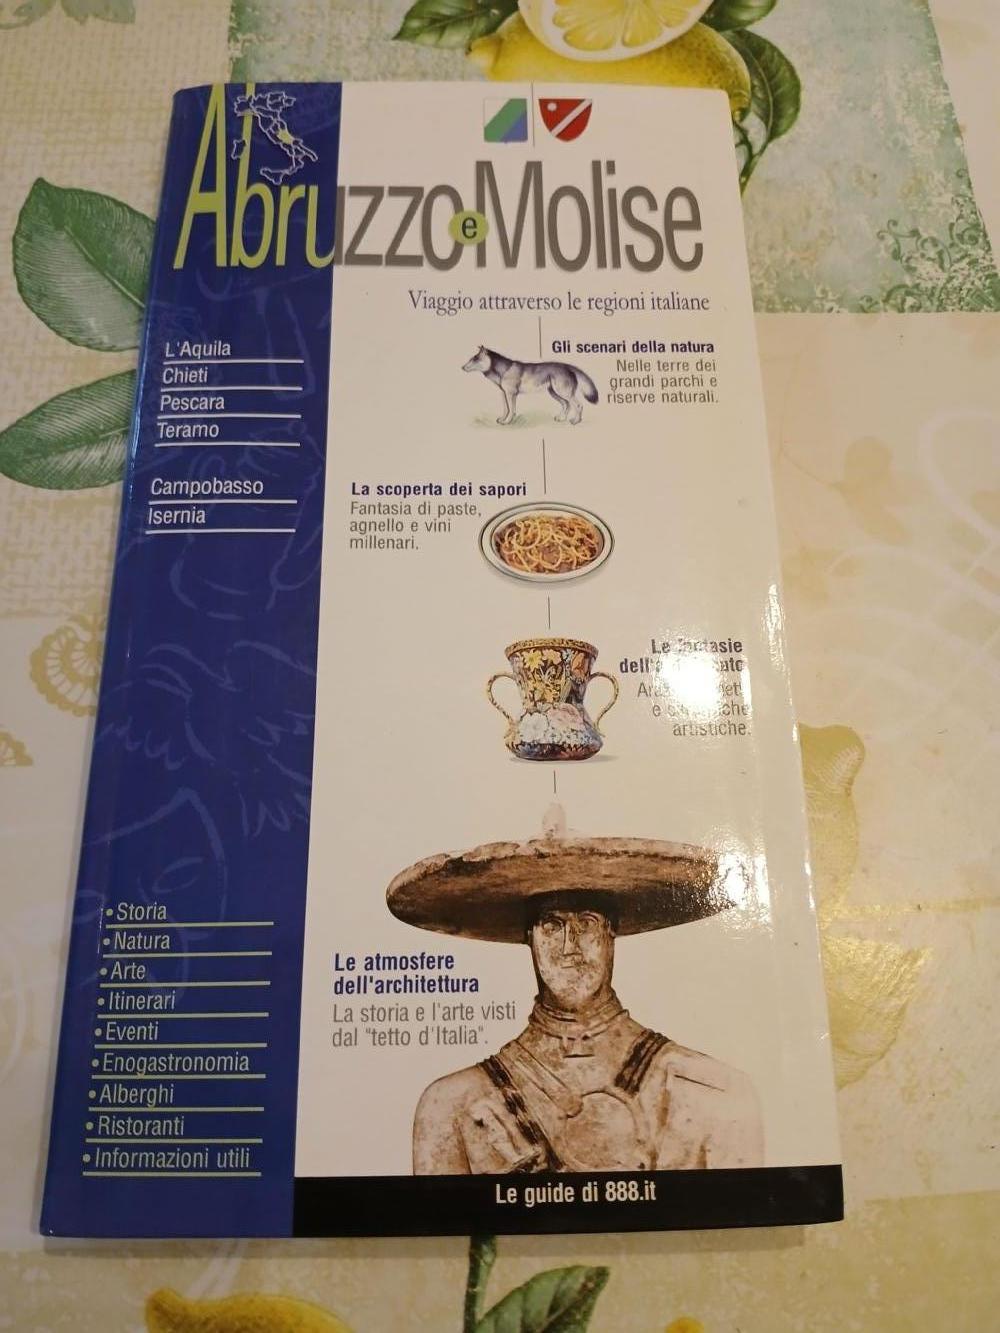 Abruzzo e Molise
Viaggio attraverso le regioni italiane
L'Aquila
Chieti
Pescara
Teramo
Campobasso
Isernia
Gli scenari della natura
Nelle terre dei
grandi parchi e
riserve naturali.
La scoperta dei sapori
Fantasia di paste,
agnello e vini
millenari.
Le
e
artistiche.
Le atmosfere
dell'architettura
La storia e l'arte visti
dal "tetto d'Italia".
• Storia
• Natura
• Arte
• Itinerari
• Eventi
• Enogastronomia
• Alberghi
• Ristoranti
• Informazioni utili
Le guide di 888.it